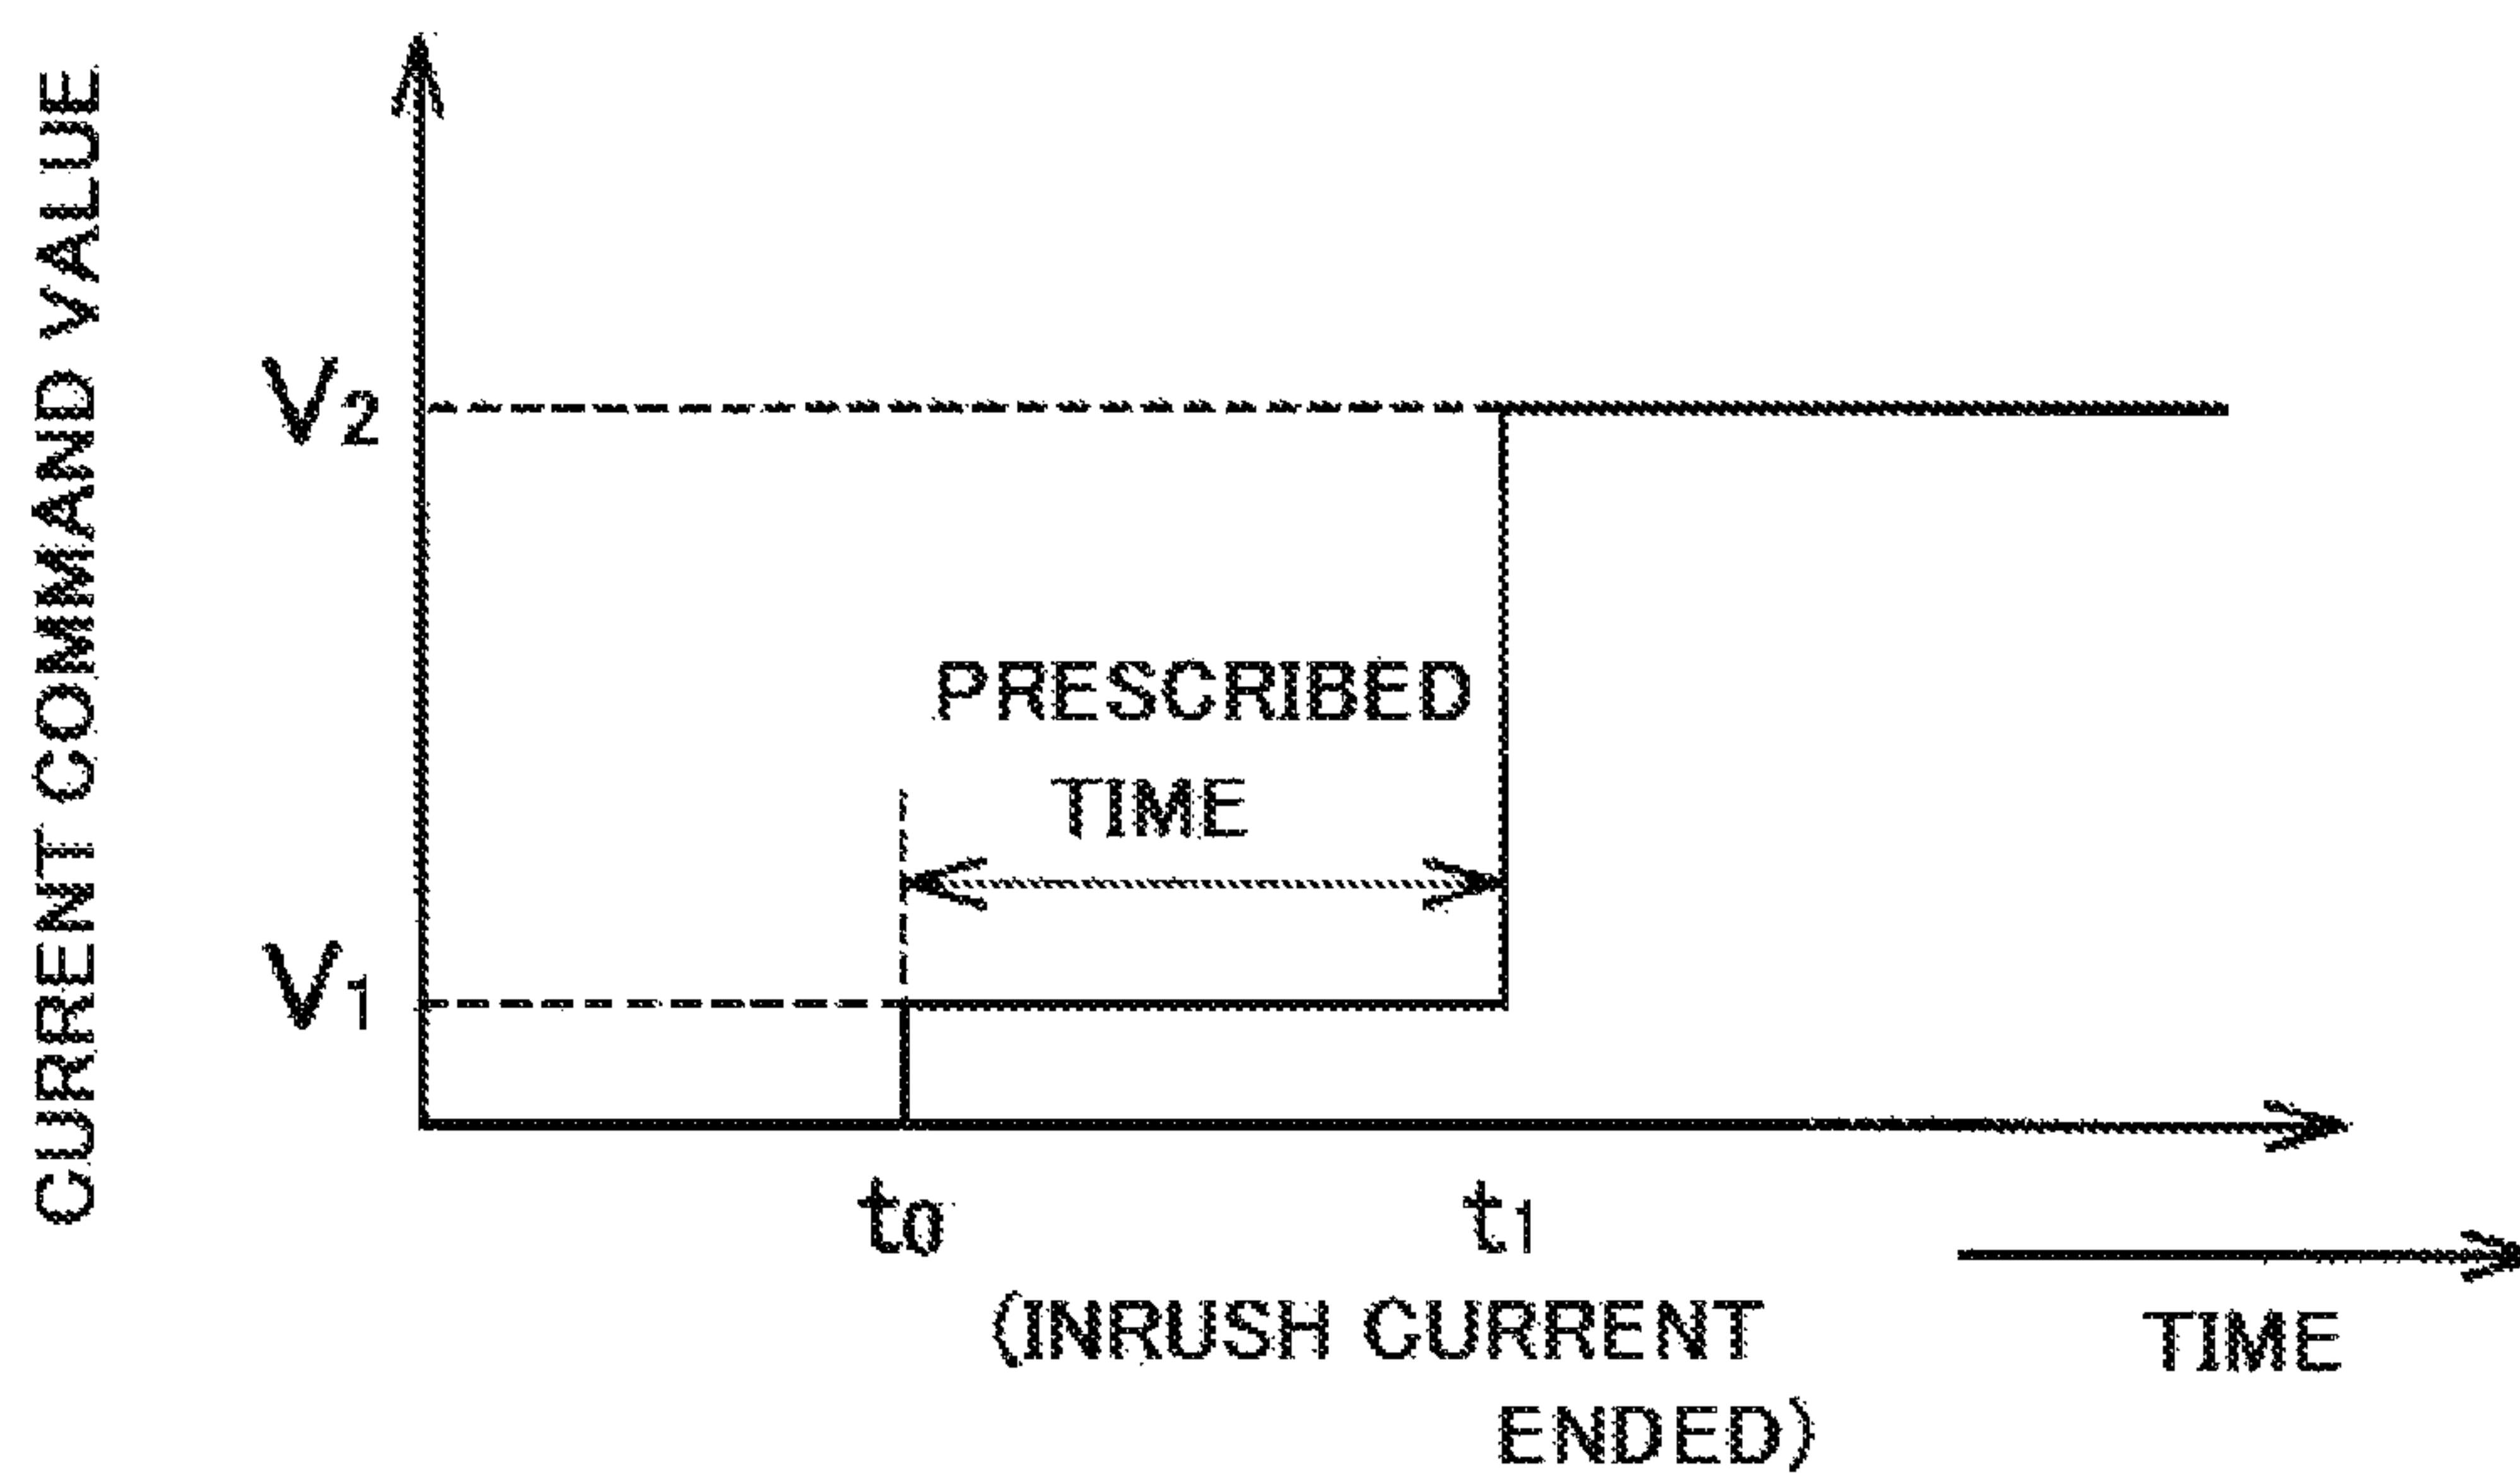 CURRENT COMMAND VALUE
V2
PRESCRIBED
TIME
V1
t0
t1
(INRUSH CURRENT
ENDED)
TIME